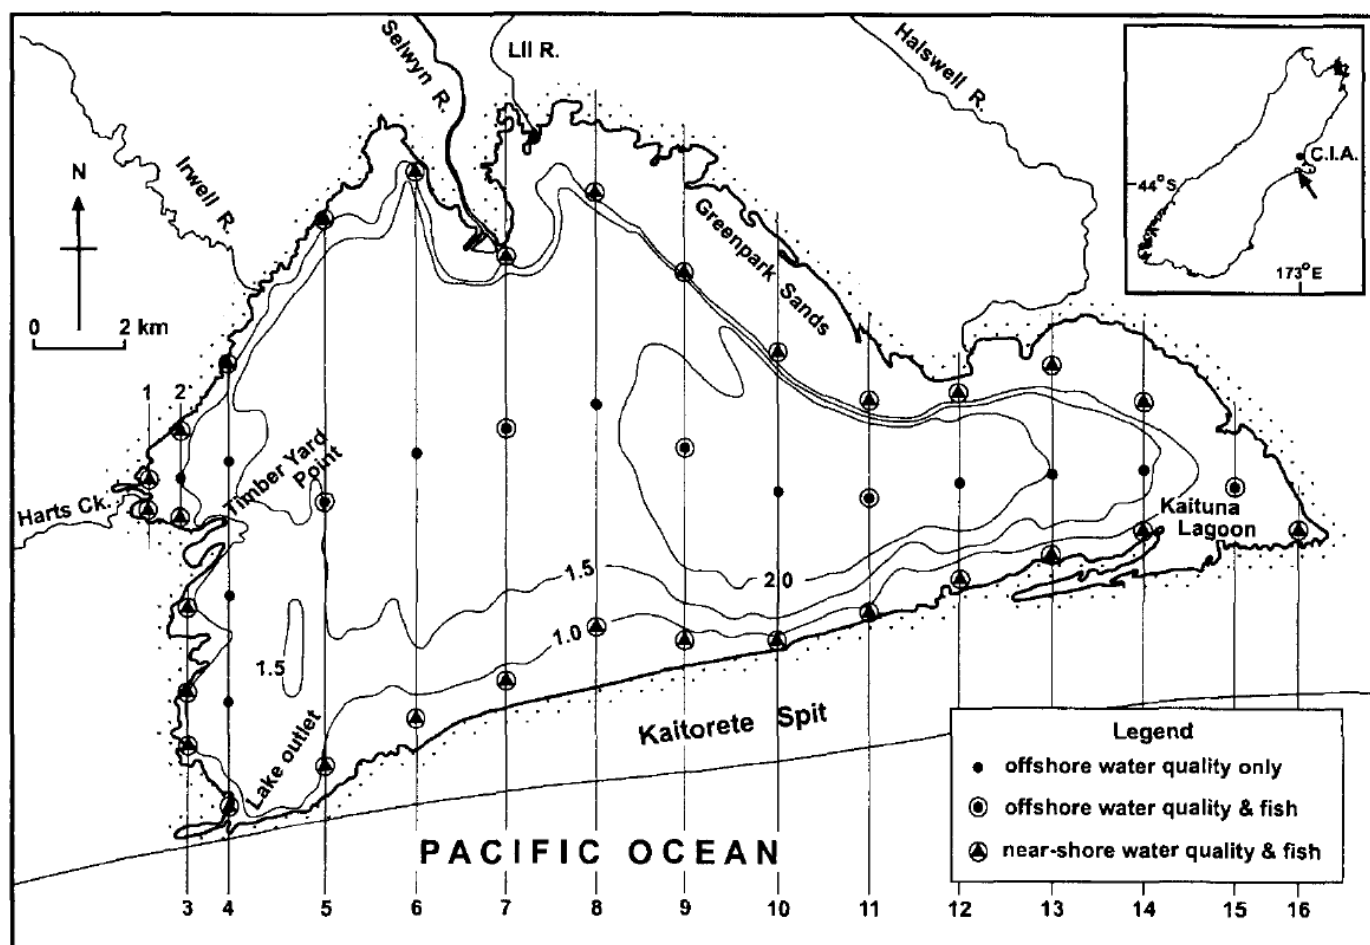 Selwyn R.
LII R.
Halswell R.
Irwell R.
N
0 2 km
C.I.A.
44°S
173°E
Greenpark Sands
1
2
Timber Yard
Point
Harts Ck.
Kaituna
Lagoon
1.5
2.0
1.0
1.5
Lake outlet
Kaitorete Spit
PACIFIC OCEAN
Legend
offshore water quality only
offshore water quality & fish
near-shore water quality & fish
3 4 5 6 7 8 9 10 11 12 13 14 15 16